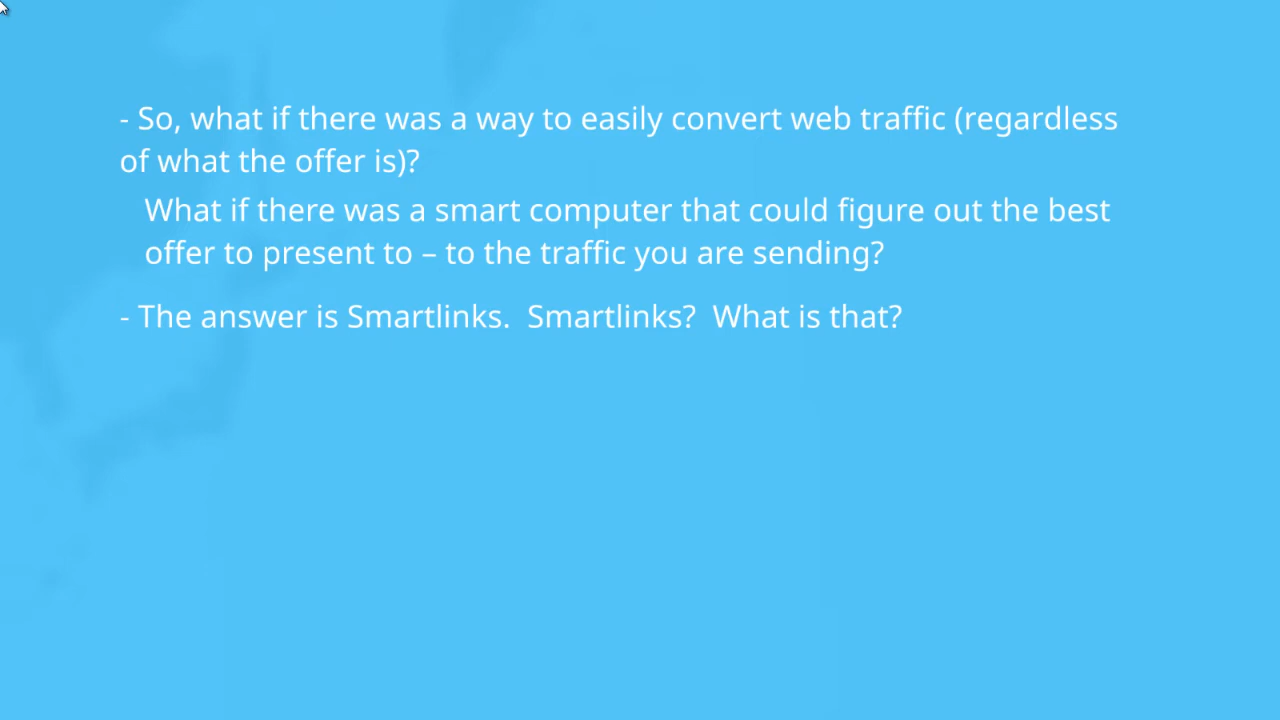 - So, what if there was a way to easily convert web traffic (regardless
of what the offer is)?
What if there was a smart computer that could figure out the best
offer to present to – to the traffic you are sending?
- The answer is Smartlinks.  Smartlinks?  What is that?